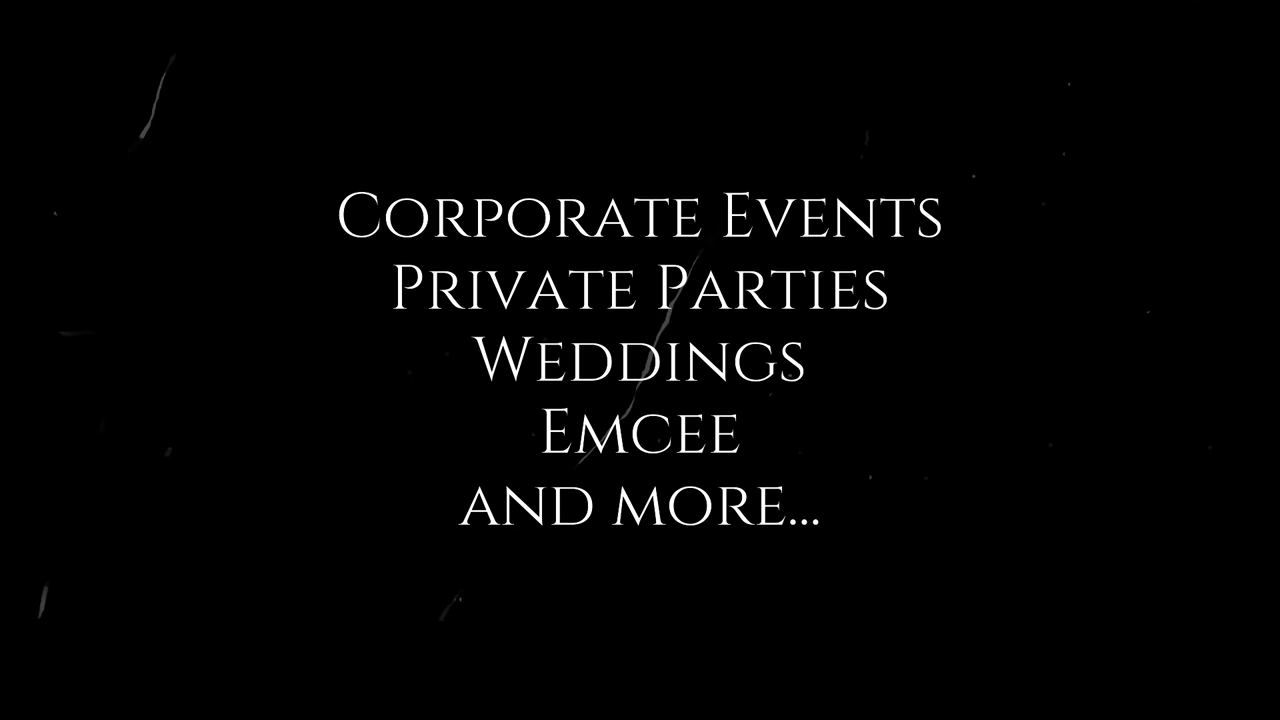 Corporate Events
Private Parties
Weddings
Emcee
and more...